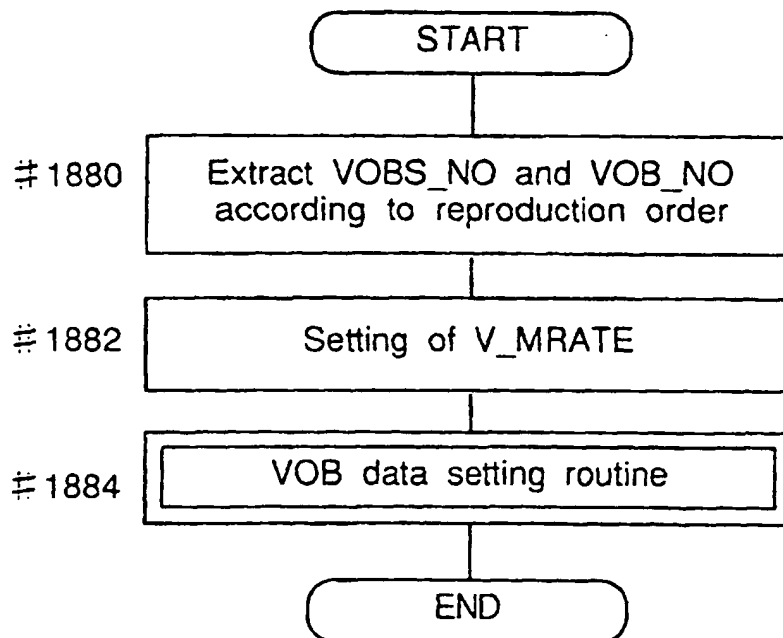 START
#1880
Extract VOBS_NO and VOB_NO
according to reproduction order
#1882
Setting of V_MRATE
#1884
VOB data setting routine
END